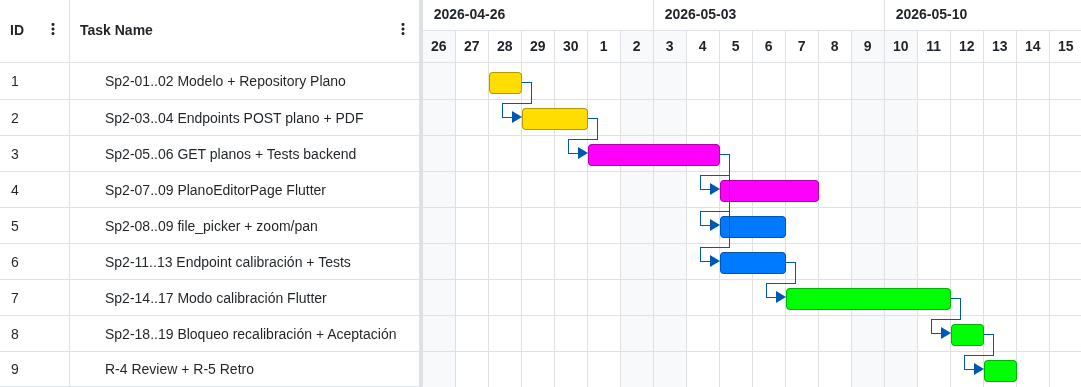 ID Task Name 2026-04-26 2026-05-03 2026-05-10
26 27 28 29 30 1 2 3 4 5 6 7 8 9 10 11 12 13 14 15
1 Sp2-01..02 Modelo + Repository Plano
2 Sp2-03..04 Endpoints POST plano + PDF
3 Sp2-05..06 GET planos + Tests backend
4 Sp2-07..09 PlanoEditorPage Flutter
5 Sp2-08..09 file_picker + zoom/pan
6 Sp2-11..13 Endpoint calibración + Tests
7 Sp2-14..17 Modo calibración Flutter
8 Sp2-18..19 Bloqueo recalibración + Aceptación
9 R-4 Review + R-5 Retro